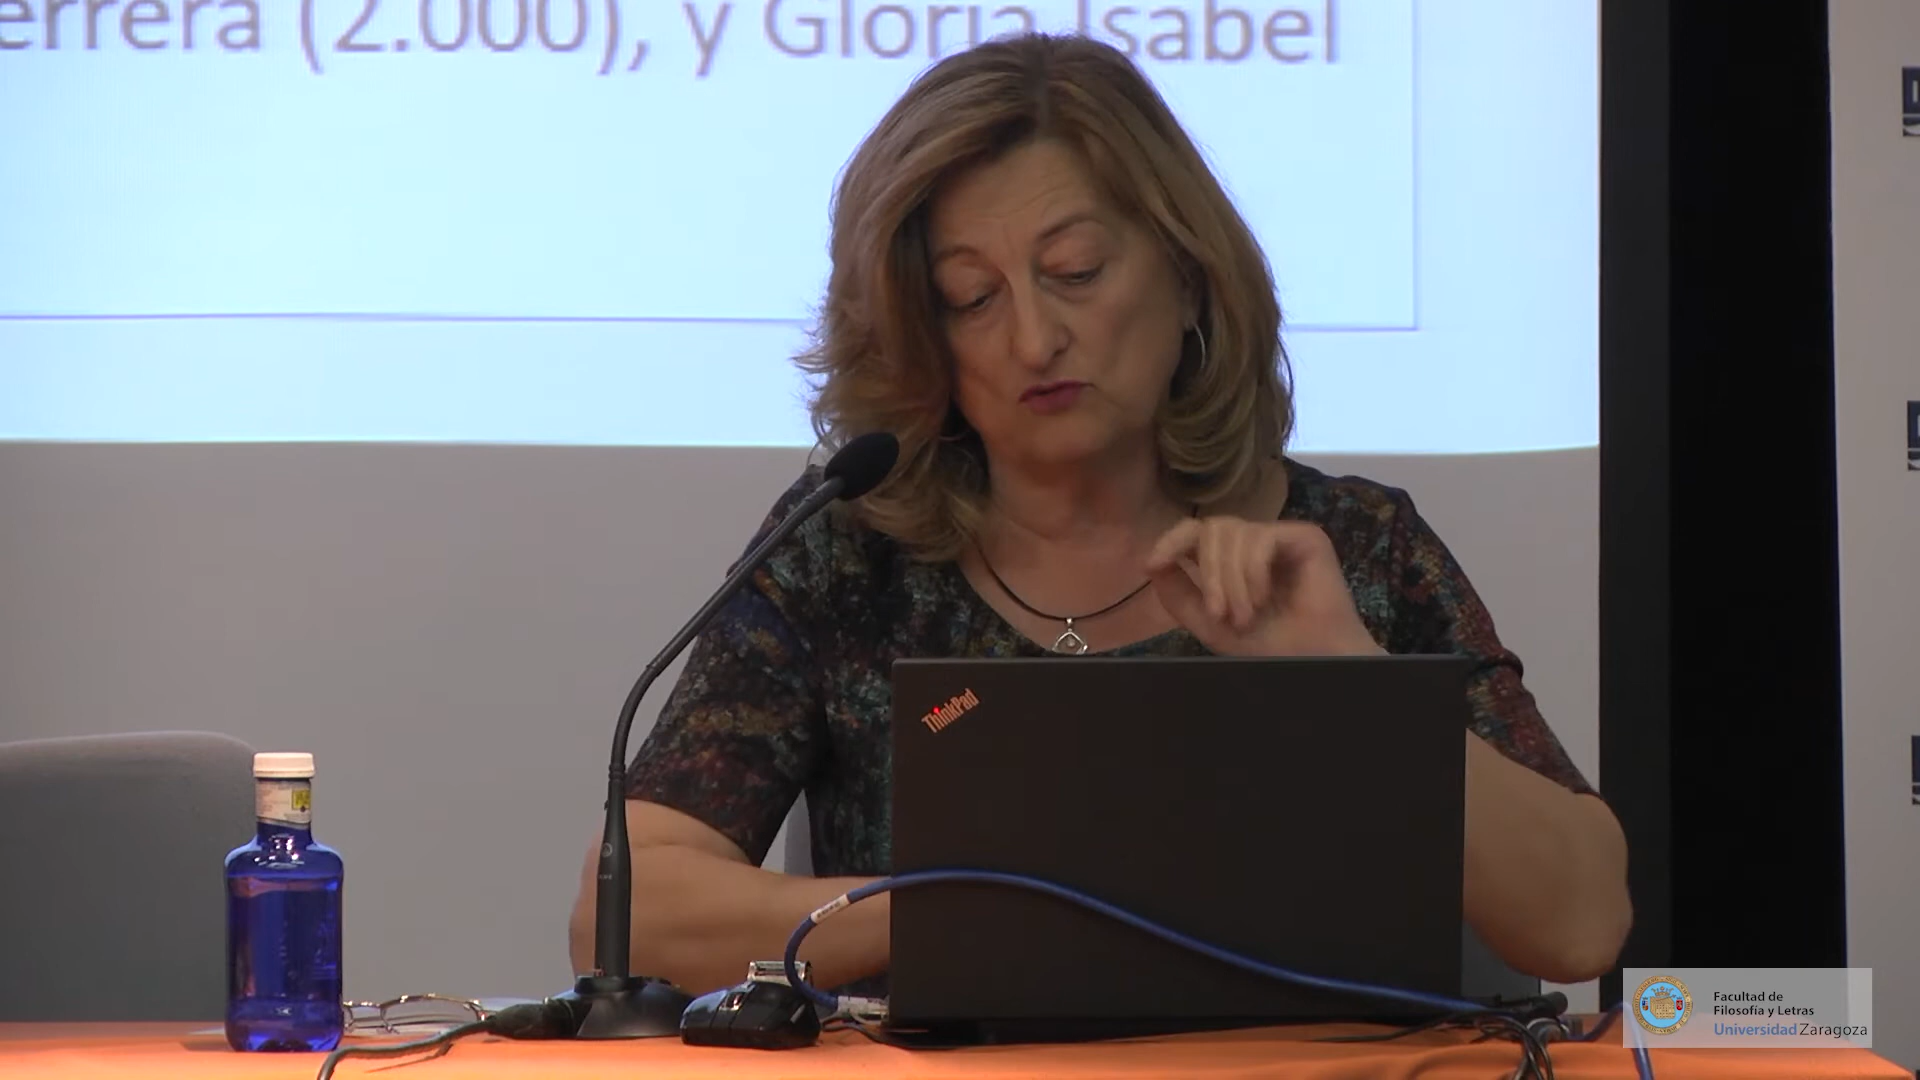 errera (2.000), y Gloria Isabel
ThinkPad
Facultad de
Filosofía y Letras
Universidad Zaragoza